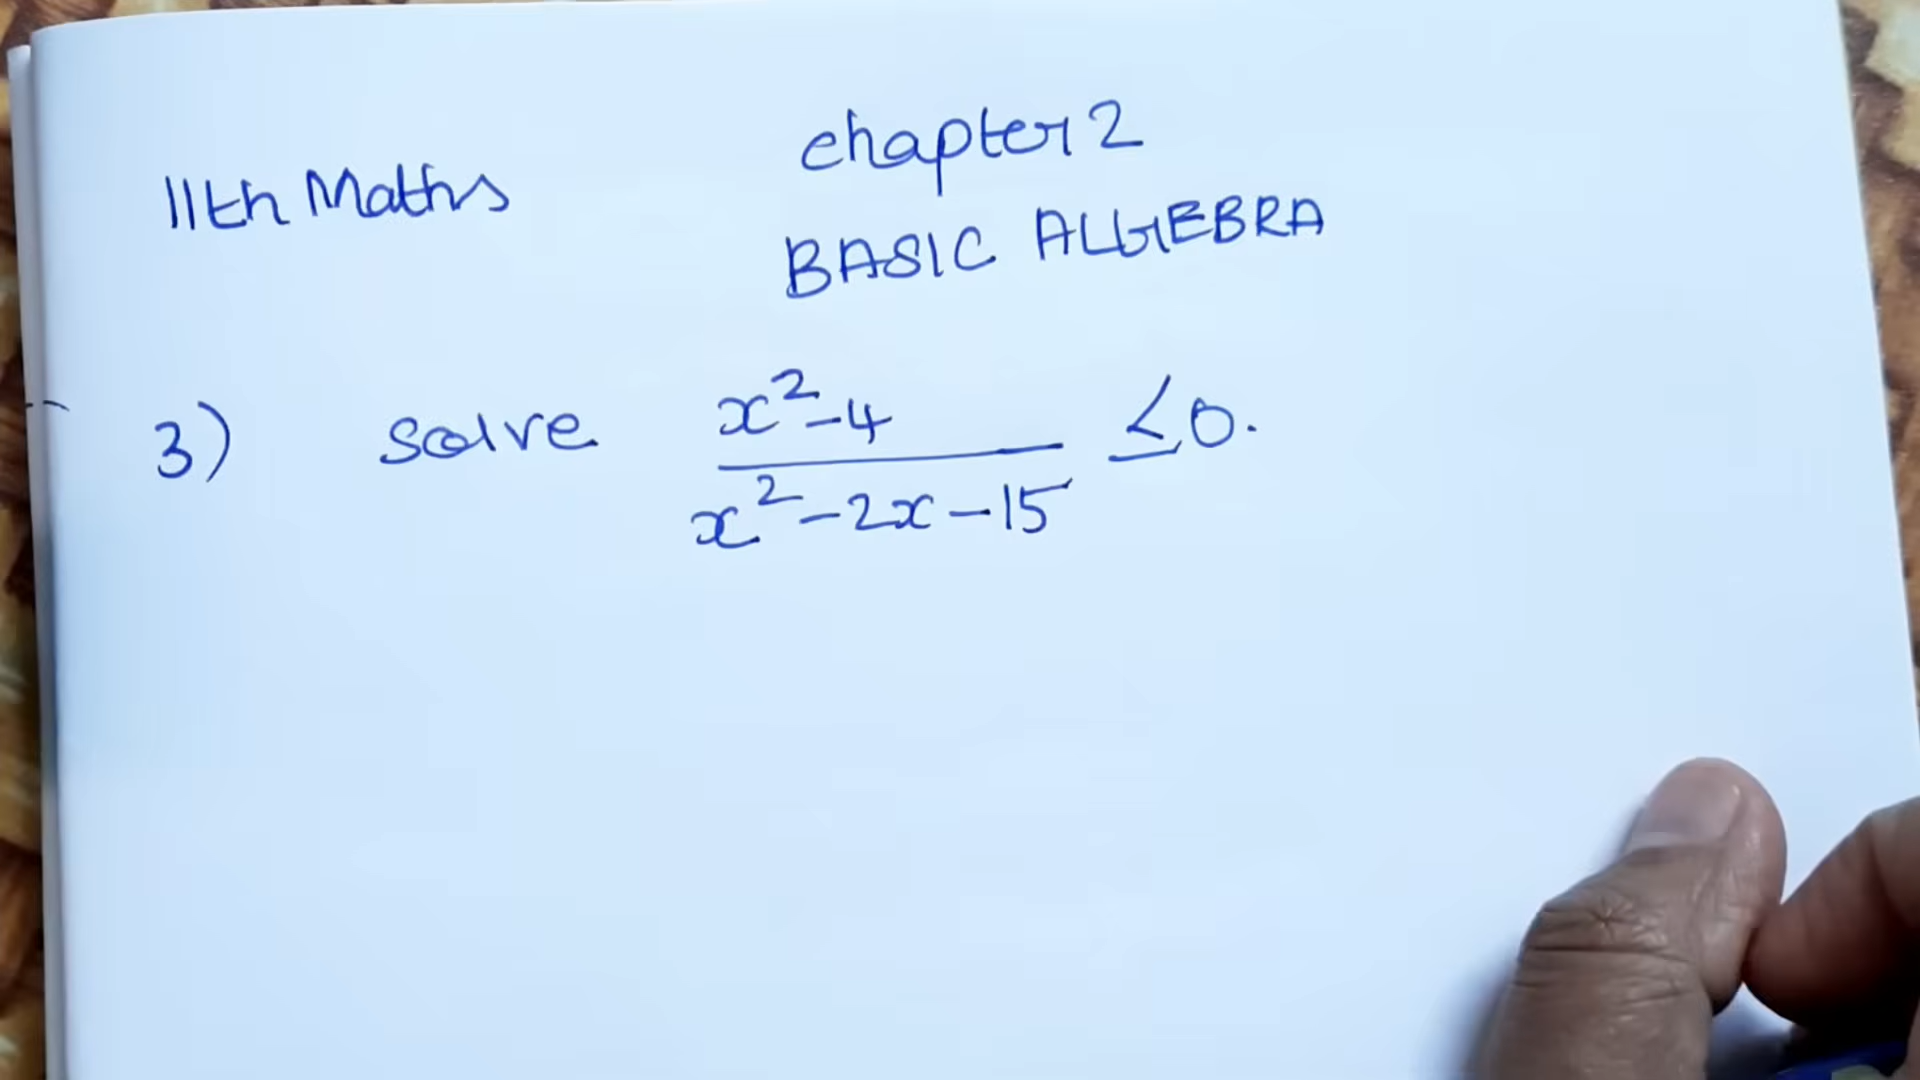 11th Maths
chapter 2
BASIC ALGEBRA
3) solve x²-4 / x²-2x-15 ≤0.